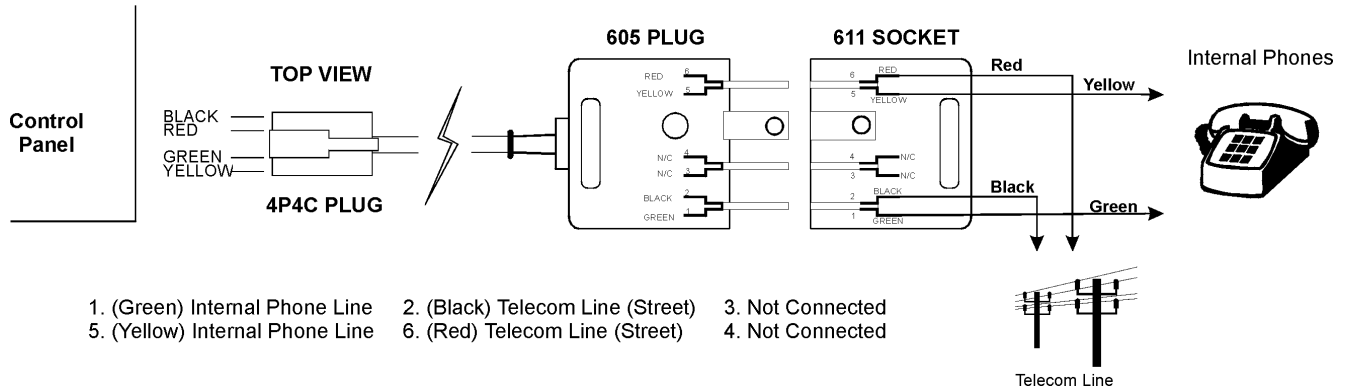 605 PLUG
611 SOCKET
Internal Phones
TOP VIEW
Control
Panel
BLACK
RED
GREEN
YELLOW
4P4C PLUG
RED
6
YELLOW
5
N/C
4
N/C
3
BLACK
2
GREEN
1
6
RED
5
YELLOW
4
N/C
3
N/C
2
BLACK
1
GREEN
Red
Yellow
Black
Green
1. (Green) Internal Phone Line 2. (Black) Telecom Line (Street) 3. Not Connected
5. (Yellow) Internal Phone Line 6. (Red) Telecom Line (Street) 4. Not Connected
Telecom Line